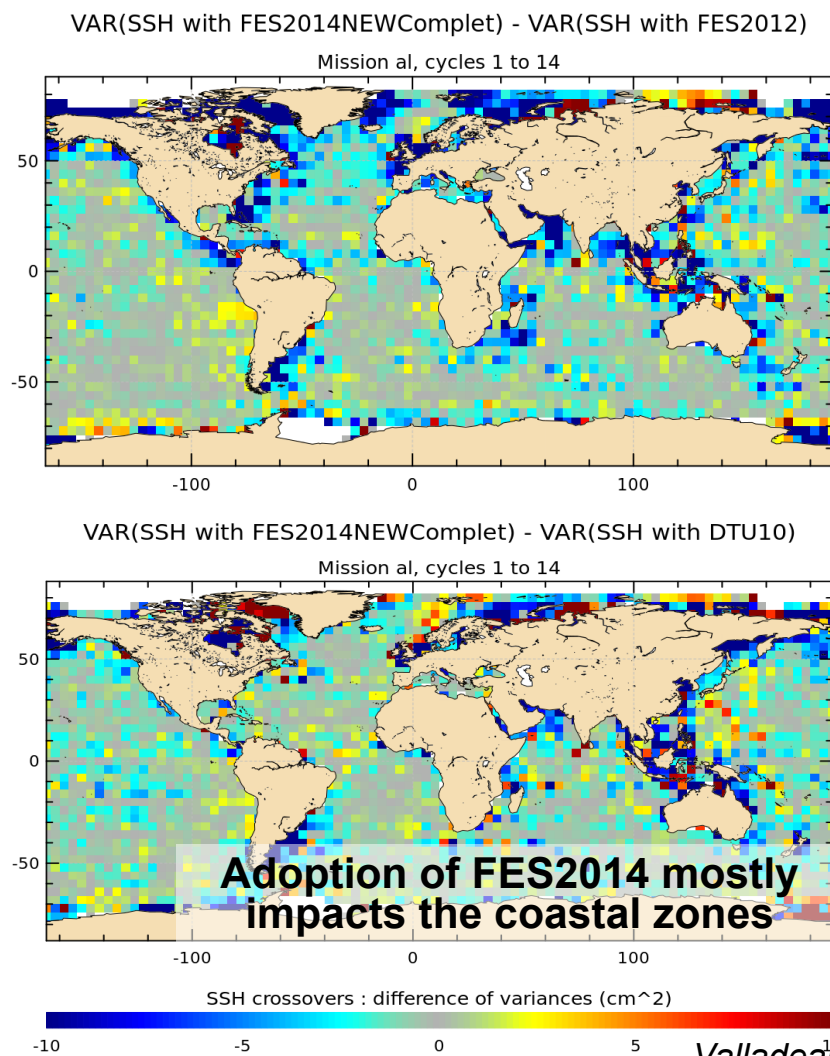 VAR(SSH with FES2014NEWComplet) - VAR(SSH with FES2012)
Mission al, cycles 1 to 14
50
0
-50
-100 0 100
VAR(SSH with FES2014NEWComplet) - VAR(SSH with DTU10)
Mission al, cycles 1 to 14
50
0
-50
Adoption of FES2014 mostly
impacts the coastal zones
-100 0 100
SSH crossovers : difference of variances (cm^2)
-10 -5 0 5